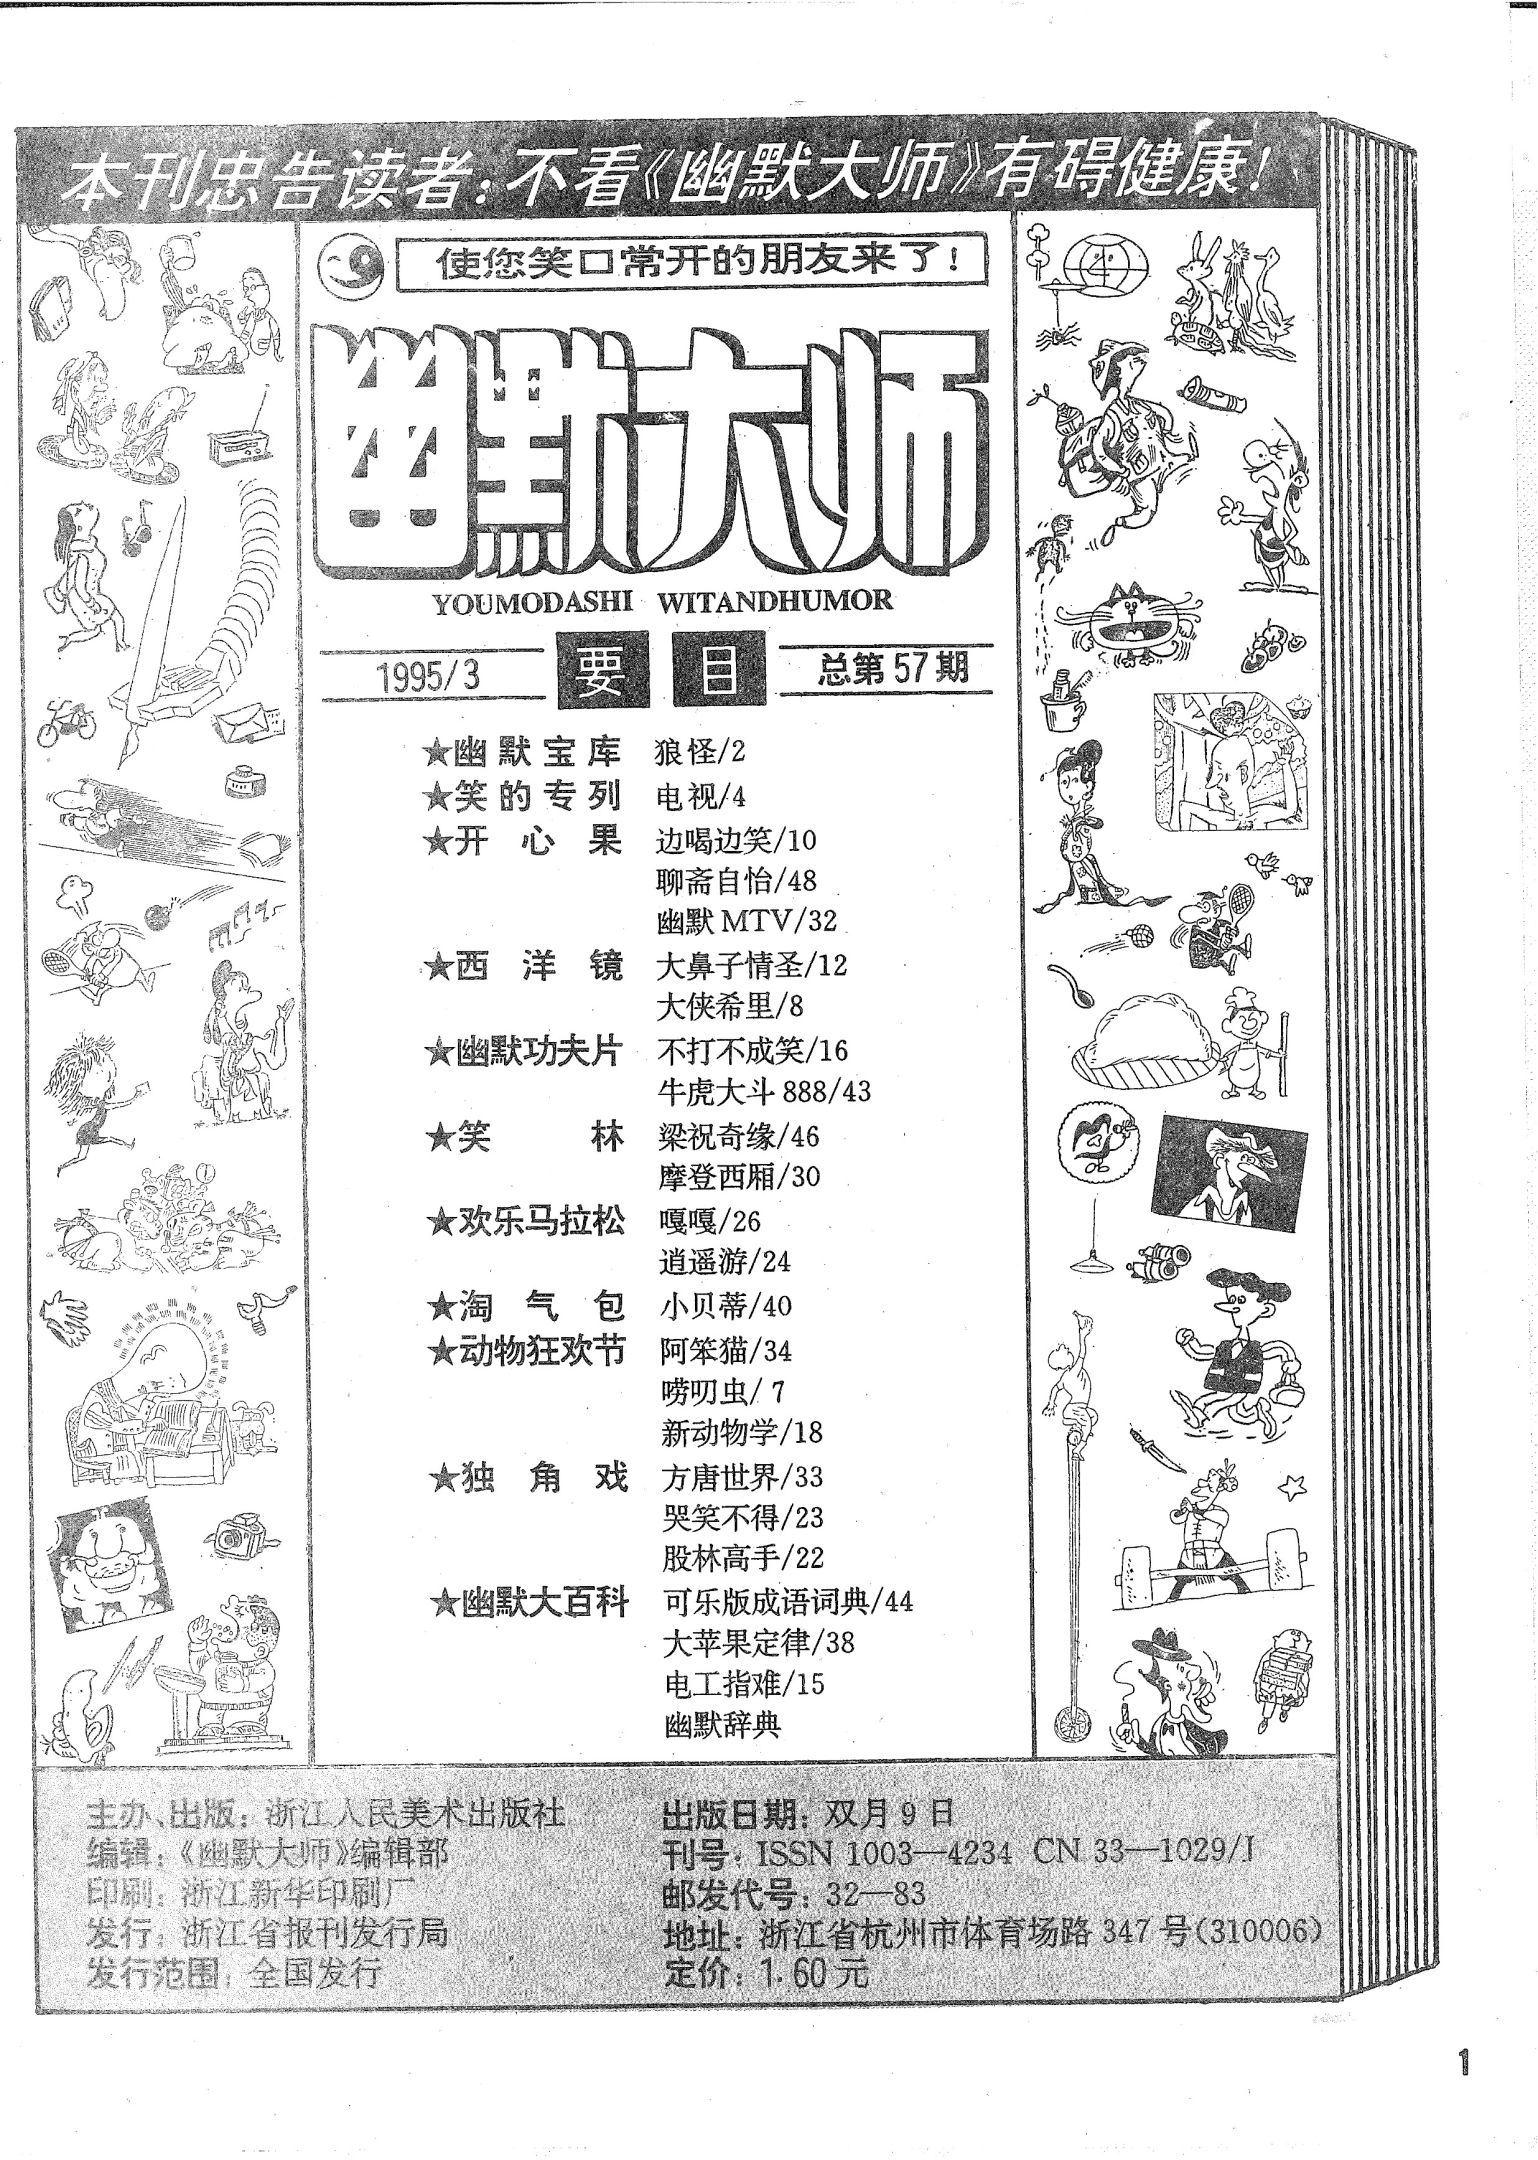 本刊忠告读者：不看《幽默大师》有碍健康！
使您笑口常开的朋友来了！
幽默大师
YOUMODASHI WITANDHUMOR
1995/3 要目 总第57期
★幽默宝库 狼怪/2
★笑的专列 电视/4
★开心果 边喝边笑/10
聊斋自怡/48
幽默MTV/32
★西洋镜 大鼻子情圣/12
大侠希里/8
★幽默功夫片 不打不成笑/16
牛虎大斗888/43
★笑林 梁祝奇缘/46
摩登西厢/30
★欢乐马拉松 嘎嘎/26
逍遥游/24
★淘气包 小贝蒂/40
★动物狂欢节 阿笨猫/34
唠叨虫/7
新动物学/18
★独角戏 方唐世界/33
哭笑不得/23
股林高手/22
★幽默大百科 可乐版成语词典/44
大苹果定律/38
电工指难/15
幽默辞典
主办、出版：浙江人民美术出版社
编辑：《幽默大师》编辑部
印刷：浙江新华印刷厂
发行：浙江省报刊发行局
发行范围：全国发行
出版日期：双月9日
刊号：ISSN 1003—4234 CN 33—1029/J
邮发代号：32—83
地址：浙江省杭州市体育场路347号(310006)
定价：1.60元
1